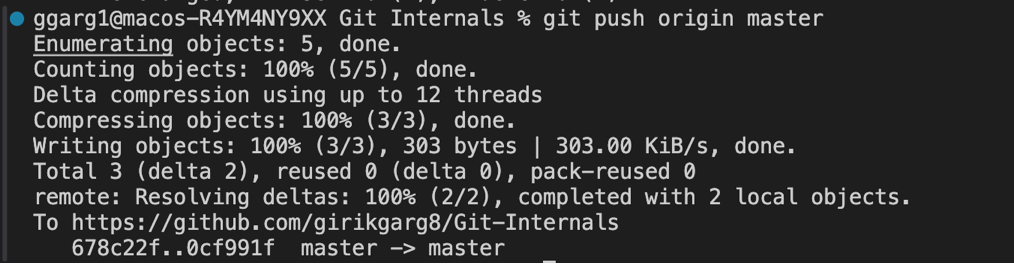 ggarg1@macos-R4YM4NY9XX Git Internals % git push origin master
Enumerating objects: 5, done.
Counting objects: 100% (5/5), done.
Delta compression using up to 12 threads
Compressing objects: 100% (3/3), done.
Writing objects: 100% (3/3), 303 bytes | 303.00 KiB/s, done.
Total 3 (delta 2), reused 0 (delta 0), pack-reused 0
remote: Resolving deltas: 100% (2/2), completed with 2 local objects.
To https://github.com/girikgarg8/Git-Internals
   678c22f..0cf991f  master -> master